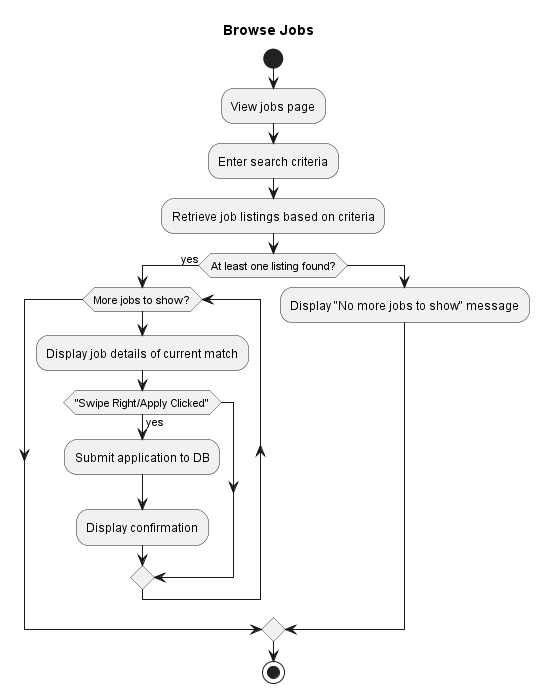 Browse Jobs
View jobs page
Enter search criteria
Retrieve job listings based on criteria
yes
At least one listing found?
More jobs to show?
Display "No more jobs to show" message
Display job details of current match
"Swipe Right/Apply Clicked"
yes
Submit application to DB
Display confirmation